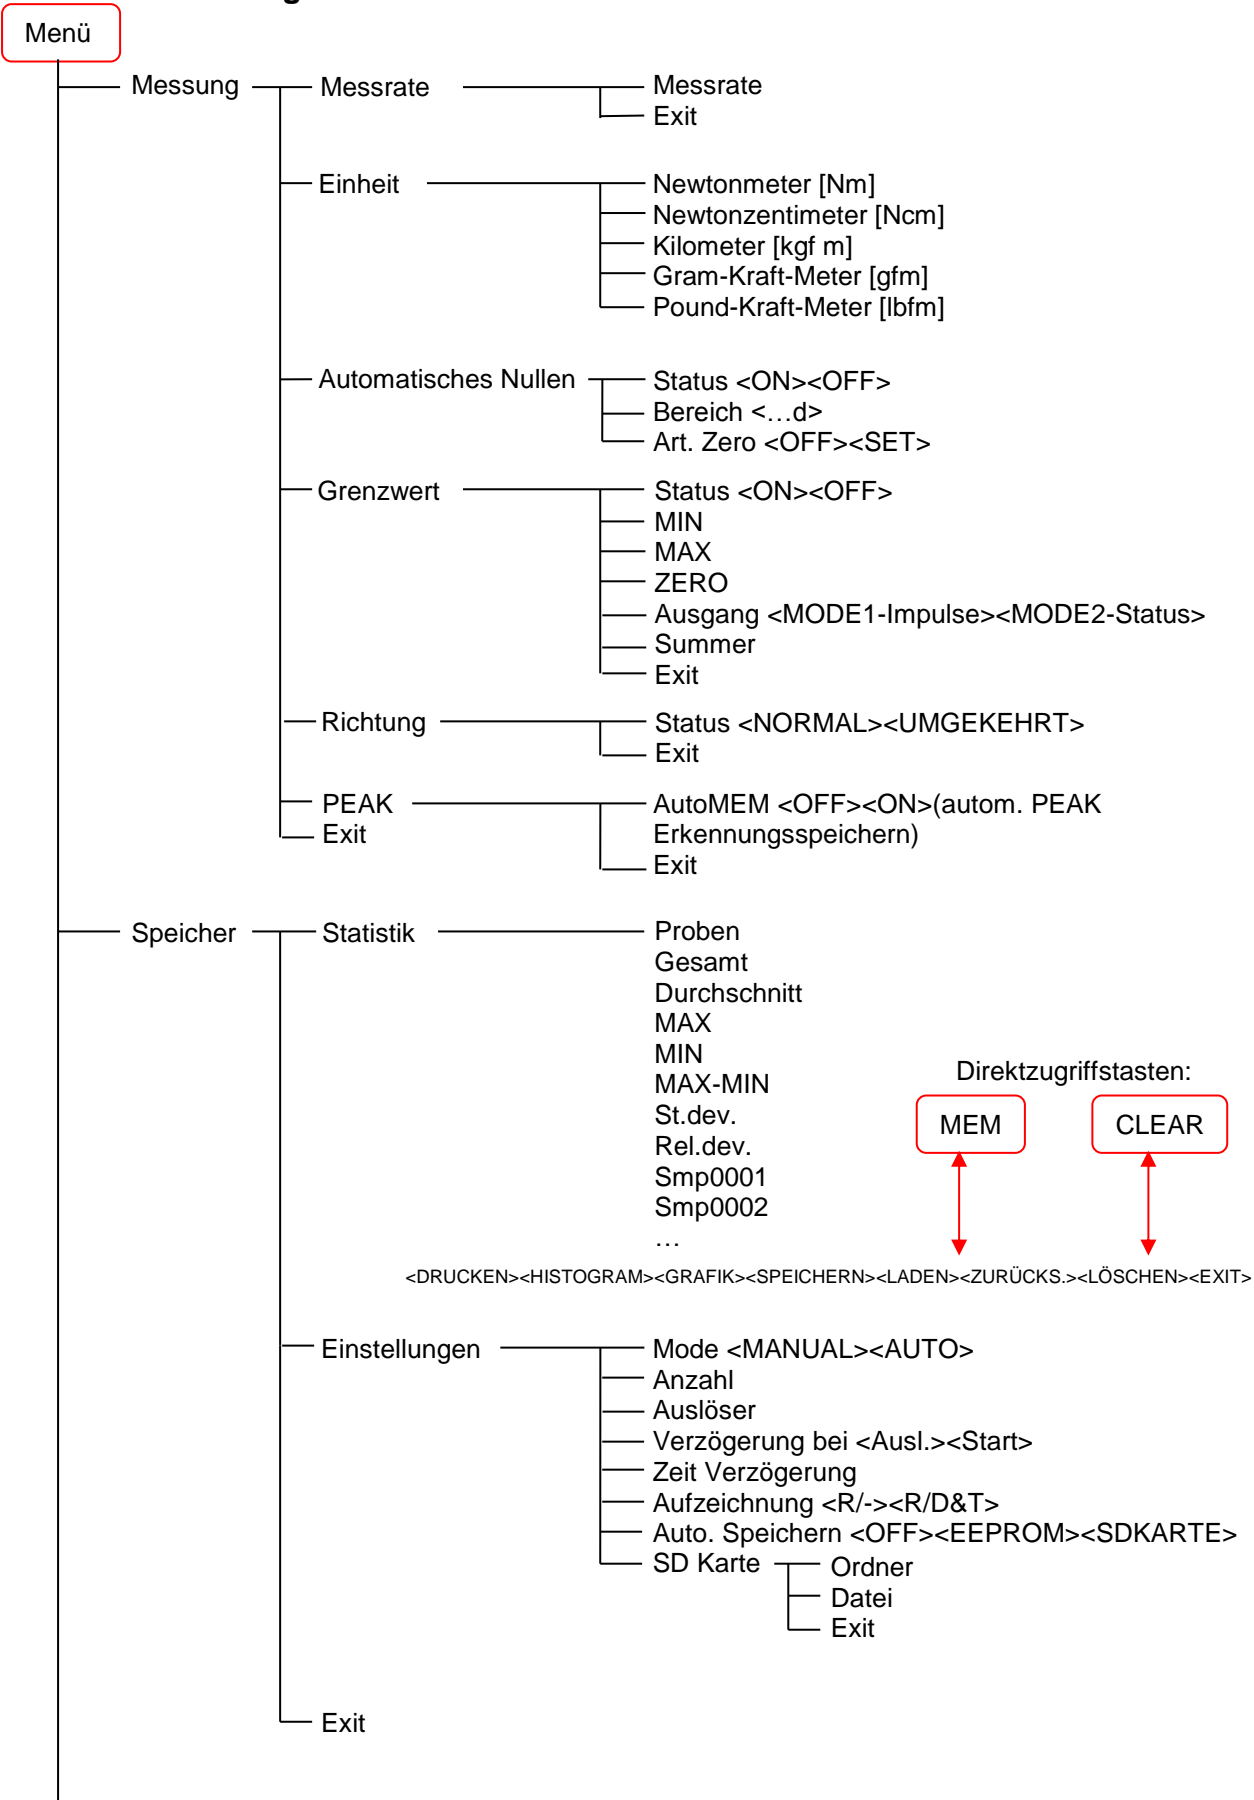 Menü
Messung
Messrate
Messrate
Exit
Einheit
Newtonmeter [Nm]
Newtonzentimeter [Ncm]
Kilometer [kgf m]
Gram-Kraft-Meter [gfm]
Pound-Kraft-Meter [lbfm]
Automatisches Nullen
Status <ON><OFF>
Bereich <…d>
Art. Zero <OFF><SET>
Grenzwert
Status <ON><OFF>
MIN
MAX
ZERO
Ausgang <MODE1-Impulse><MODE2-Status>
Summer
Exit
Richtung
Status <NORMAL><UMGEKEHRT>
Exit
PEAK
AutoMEM <OFF><ON>(autom. PEAK
Erkennungsspeichern)
Exit
Exit
Speicher
Statistik
Proben
Gesamt
Durchschnitt
MAX
MIN
MAX-MIN
St.dev.
Rel.dev.
Smp0001
Smp0002
…
Direktzugriffstasten:
MEM
CLEAR
<DRUCKEN><HISTOGRAM><GRAFIK><SPEICHERN><LADEN><ZURÜCKS.><LÖSCHEN><EXIT>
Einstellungen
Mode <MANUAL><AUTO>
Anzahl
Auslöser
Verzögerung bei <Ausl.><Start>
Zeit Verzögerung
Aufzeichnung <R/-><R/D&T>
Auto. Speichern <OFF><EEPROM><SDKARTE>
SD Karte
Ordner
Datei
Exit
Exit